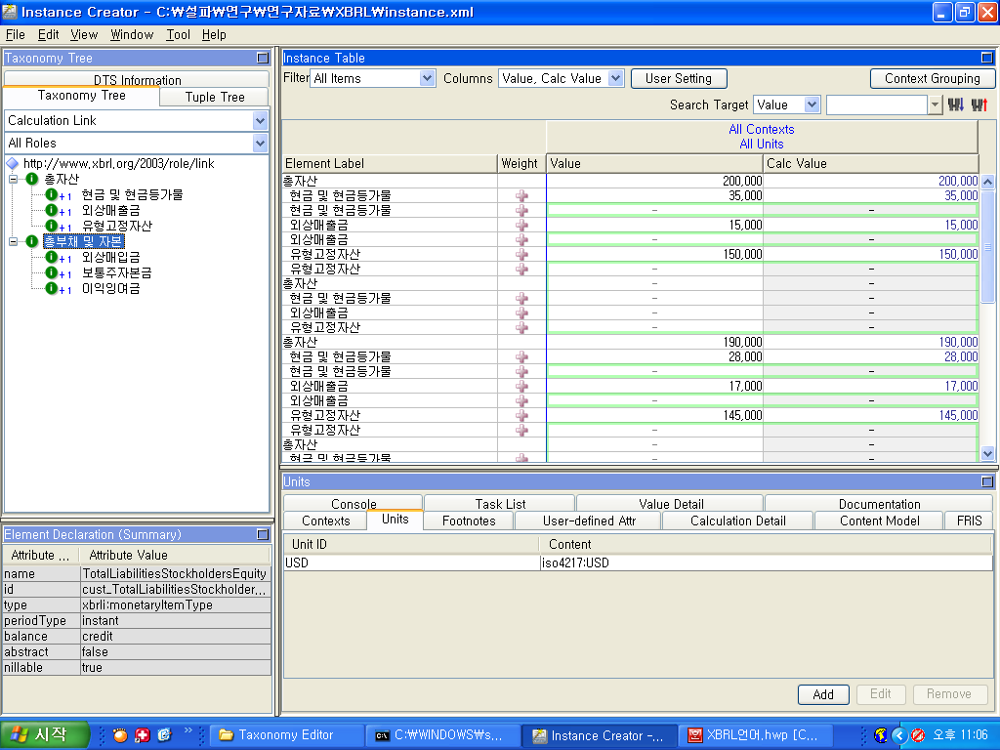 Instance Creator - C:₩설파₩연구₩연구자료₩XBRL₩instance.xml
File Edit View Window Tool Help
Taxonomy Tree
DTS Information
Taxonomy Tree Tuple Tree
Calculation Link
All Roles
http://www.xbrl.org/2003/role/link
총자산
+1 현금 및 현금등가물
+1 외상매출금
+1 유형고정자산
총부채 및 자본
+1 외상매입금
+1 보통주자본금
+1 이익잉여금
Element Declaration (Summary)
Attribute ... Attribute Value
name TotalLiabilitiesStockholdersEquity
id cust_TotalLiabilitiesStockholder...
type xbrli:monetaryItemType
periodType instant
balance credit
abstract false
nillable true
Instance Table
Filter All Items Columns Value, Calc Value User Setting Context Grouping
Search Target Value
All Contexts
All Units
Element Label Weight Value Calc Value
총자산 200,000 200,000
현금 및 현금등가물 35,000 35,000
현금 및 현금등가물 - -
외상매출금 15,000 15,000
외상매출금 - -
유형고정자산 150,000 150,000
유형고정자산 - -
총자산 - -
현금 및 현금등가물 - -
외상매출금 - -
유형고정자산 - -
총자산 190,000 190,000
현금 및 현금등가물 28,000 28,000
현금 및 현금등가물 - -
외상매출금 17,000 17,000
외상매출금 - -
유형고정자산 145,000 145,000
유형고정자산 - -
총자산 - -
현금 및 현금등가물 - -
Units
Console Task List Value Detail Documentation
Contexts Units Footnotes User-defined Attr Calculation Detail Content Model FRIS
Unit ID Content
USD iso4217:USD
Add Edit Remove
시작 Taxonomy Editor C:₩WINDOWS₩s... Instance Creator -... XBRL언어.hwp [C... 오후 11:06